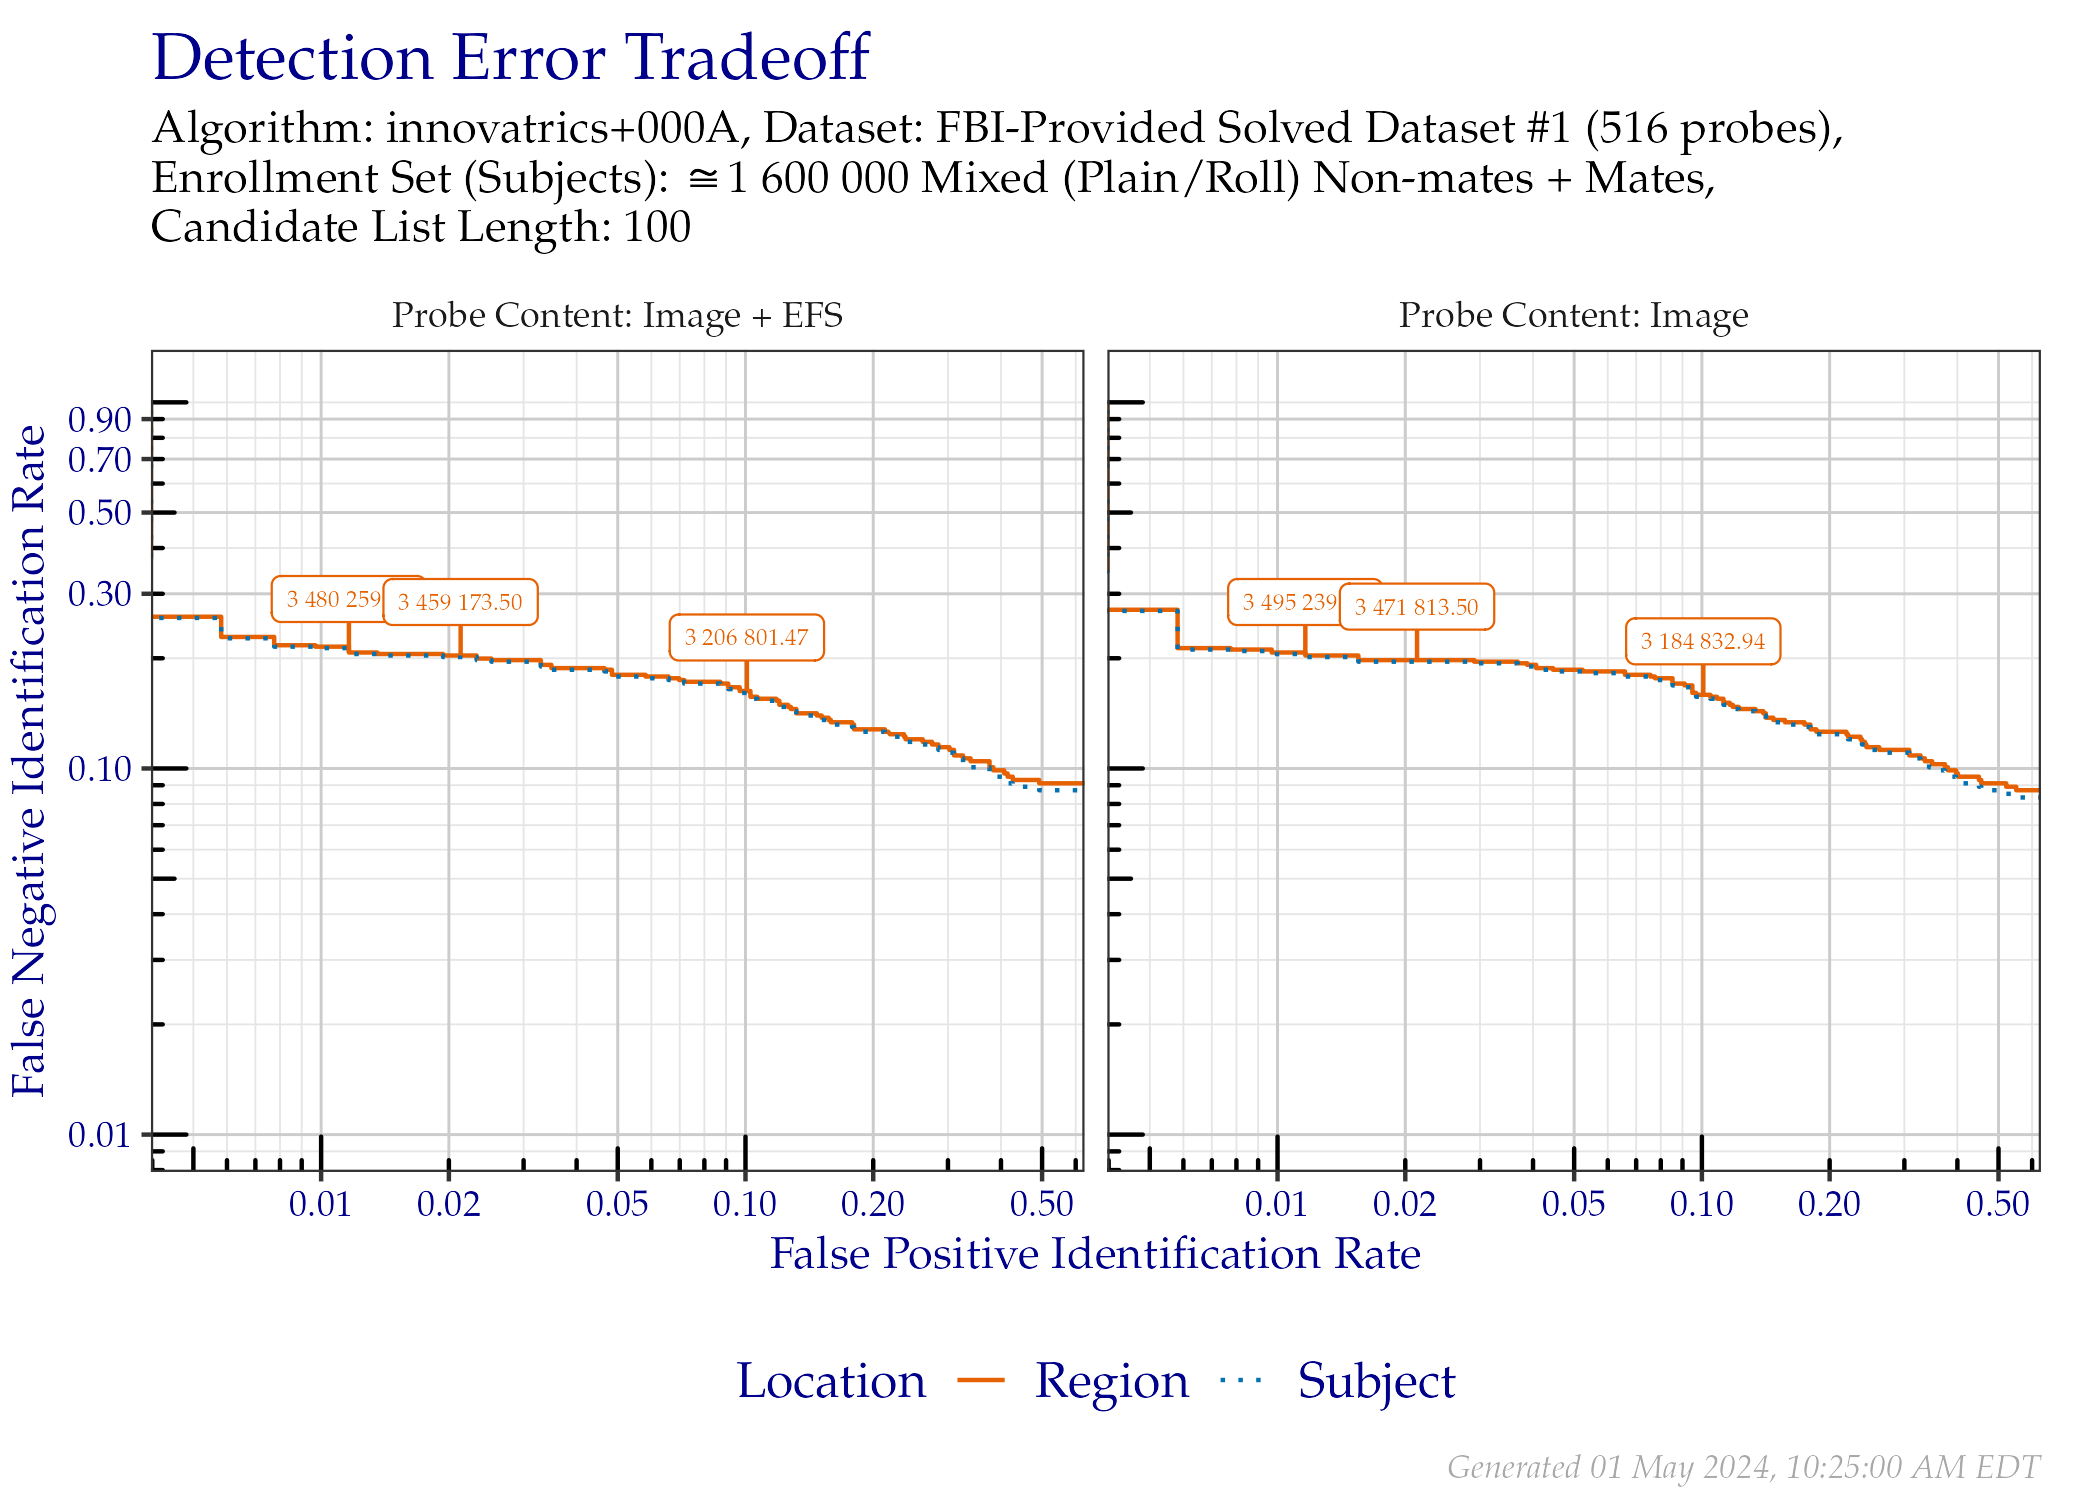 Detection Error Tradeoff
Algorithm: innovatrics+000A, Dataset: FBI-Provided Solved Dataset #1 (516 probes),
Enrollment Set (Subjects): ≅1 600 000 Mixed (Plain/Roll) Non-mates + Mates,
Candidate List Length: 100
Probe Content: Image + EFS
Probe Content: Image
False Negative Identification Rate
0.90
0.70
0.50
0.30
0.10
0.01
3 480 259
3 459 173.50
3 206 801.47
3 495 239
3 471 813.50
3 184 832.94
0.01 0.02 0.05 0.10 0.20 0.50
0.01 0.02 0.05 0.10 0.20 0.50
False Positive Identification Rate
Location Region Subject
Generated 01 May 2024, 10:25:00 AM EDT